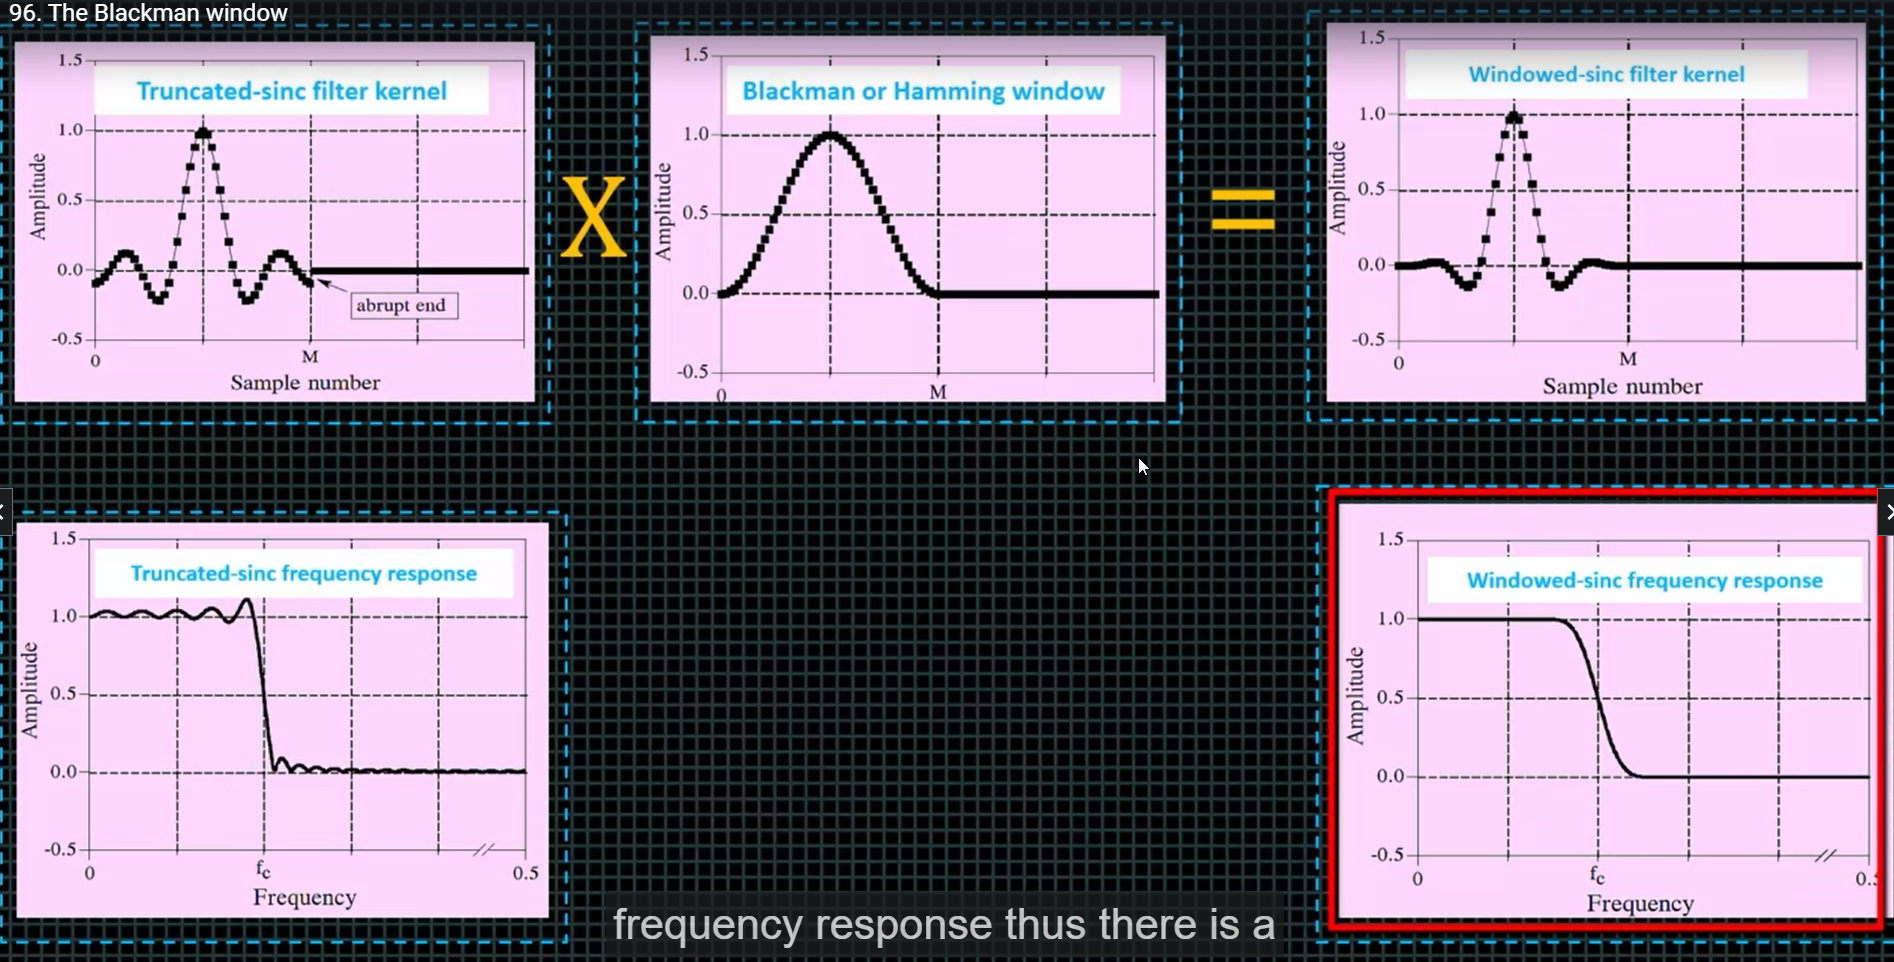 96. The Blackman window
1.5
Truncated-sinc filter kernel
1.0
Amplitude
0.5
0.0
abrupt end
-0.5
0
M
Sample number
X
1.5
Blackman or Hamming window
1.0
Amplitude
0.5
0.0
-0.5
0
M
=
1.5
Windowed-sinc filter kernel
1.0
Amplitude
0.5
0.0
-0.5
0
M
Sample number
1.5
Truncated-sinc frequency response
1.0
Amplitude
0.5
0.0
-0.5
0
fc
0.5
Frequency
1.5
Windowed-sinc frequency response
1.0
Amplitude
0.5
0.0
-0.5
0
fc
Frequency
frequency response thus there is a